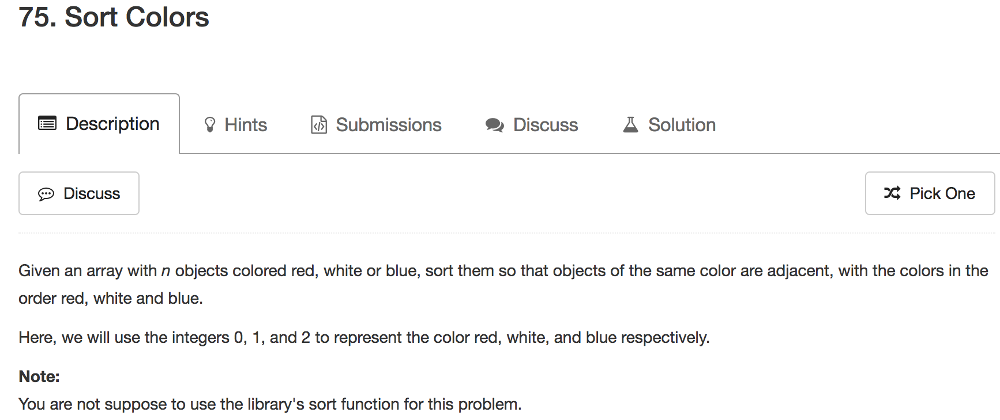 75. Sort Colors
Description
Hints
Submissions
Discuss
Solution
Discuss
Pick One
Given an array with n objects colored red, white or blue, sort them so that objects of the same color are adjacent, with the colors in the
order red, white and blue.
Here, we will use the integers 0, 1, and 2 to represent the color red, white, and blue respectively.
Note:
You are not suppose to use the library's sort function for this problem.